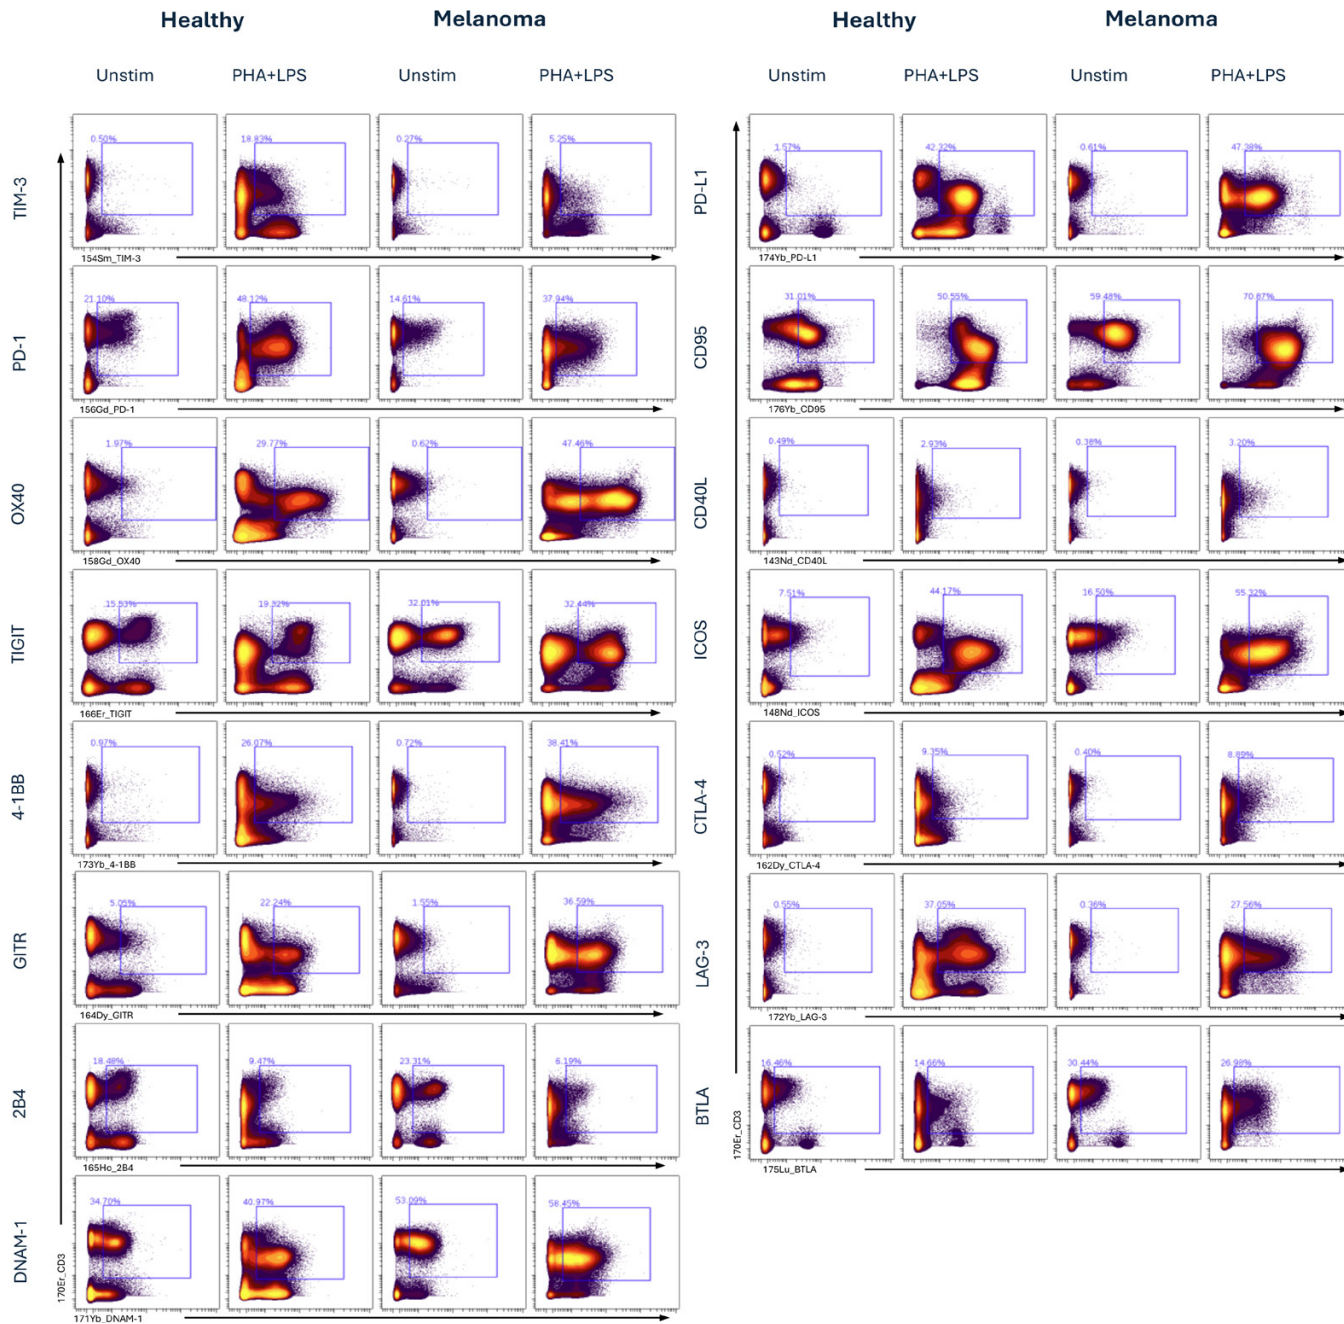 Healthy Melanoma Healthy Melanoma
Unstim PHA+LPS Unstim PHA+LPS Unstim PHA+LPS Unstim PHA+LPS
TIM-3
0.50% 18.83% 0.27% 5.25%
154Sm_TIM-3
PD-L1
1.57% 42.32% 0.61% 47.38%
174Yb_PD-L1
PD-1
21.10% 48.12% 14.61% 37.94%
156Gd_PD-1
CD95
31.01% 50.55% 59.48% 70.87%
176Yb_CD95
OX40
1.97% 29.77% 0.62% 47.46%
158Gd_OX40
CD40L
0.49% 2.93% 0.38% 3.20%
143Nd_CD40L
TIGIT
15.53% 19.32% 32.01% 32.44%
166Er_TIGIT
ICOS
7.51% 44.17% 16.50% 55.32%
148Nd_ICOS
4-1BB
0.97% 26.07% 0.72% 38.41%
173Yb_4-1BB
CTLA-4
0.52% 9.35% 0.40% 8.89%
162Dy_CTLA-4
GITR
5.05% 22.24% 1.55% 36.59%
164Dy_GITR
LAG-3
0.55% 37.05% 0.36% 27.56%
172Yb_LAG-3
2B4
18.48% 9.47% 23.31% 6.19%
165Ho_2B4
BTLA
16.46% 14.66% 30.44% 26.98%
170Er_CD3
175Lu_BTLA
DNAM-1
34.70% 40.97% 53.09% 58.45%
170Er_CD3
171Yb_DNAM-1